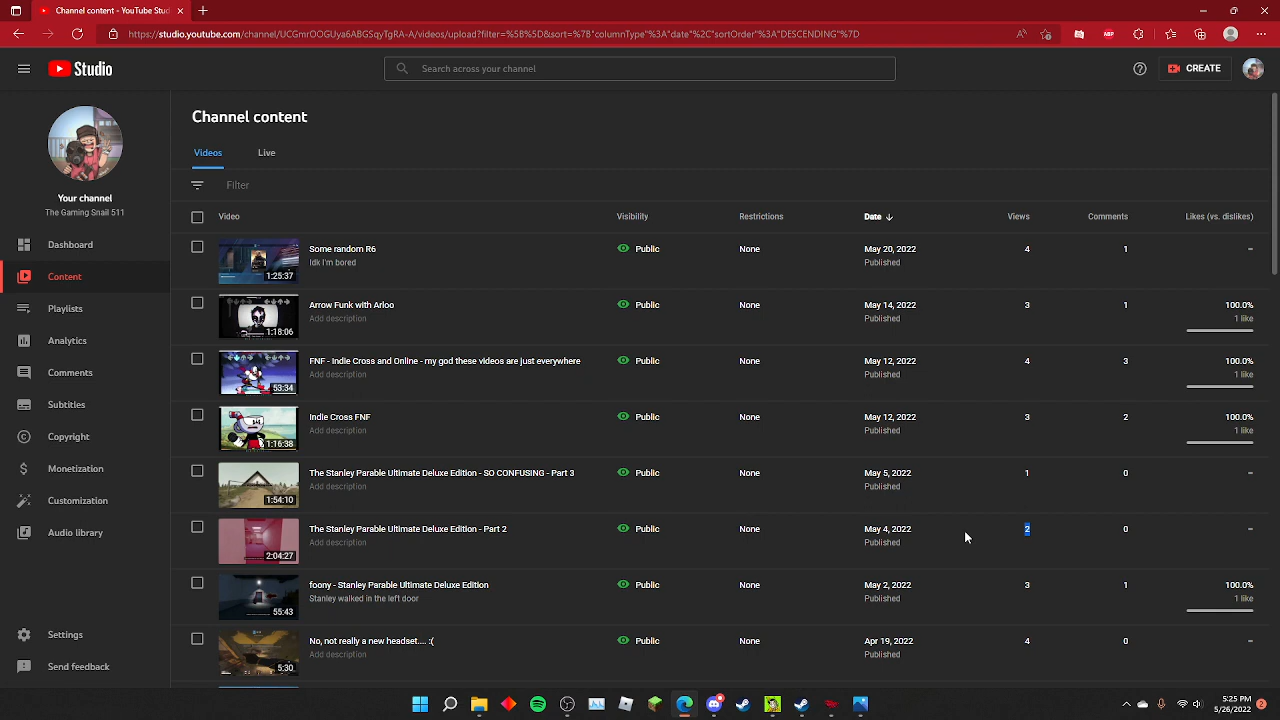 Channel content - YouTube Stud
https://studio.youtube.com/channel/UCGmrOOGUya6ABGSqyTgRA-A/videos/upload?filter=%5B%5D&sort=%7B"columnType"%3A"date"%2C"sortOrder"%3A"DESCENDING"%7D
Studio
Search across your channel
CREATE
Your channel
The Gaming Snail 511
Dashboard
Content
Playlists
Analytics
Comments
Subtitles
Copyright
Monetization
Customization
Audio library
Settings
Send feedback
Channel content
Videos Live
Filter
Video Visibility Restrictions Date Views Comments Likes (vs. dislikes)
Some random R6 Public None May 20, 2022 4 1 –
Idk I'm bored Published
1:25:37
Arrow Funk with Arloo Public None May 14, 2022 3 100.0%
Add description Published 1 like
1:18:06
FNF - Indie Cross and Online - my god these videos are just everywhere Public None May 12, 2022 4 3 100.0%
Add description Published 1 like
53:34
Indie Cross FNF Public None May 12, 2022 3 100.0%
Add description Published 1 like
1:16:38
The Stanley Parable Ultimate Deluxe Edition - SO CONFUSING - Part 3 Public None May 5, 2022 1 0 –
Add description Published
1:54:10
The Stanley Parable Ultimate Deluxe Edition - Part 2 Public None May 4, 2022 2 0 –
Add description Published
2:04:27
foony - Stanley Parable Ultimate Deluxe Edition Public None May 2, 2022 3 1 100.0%
Stanley walked in the left door Published 1 like
55:43
No, not really a new headset... :( Public None Apr 19, 2022 4 0 –
Add description Published
5:30
5:25 PM
5/26/2022